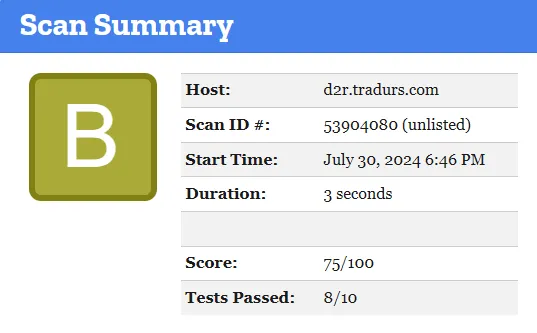 Scan Summary
B
Host: d2r.tradurs.com
Scan ID #: 53904080 (unlisted)
Start Time: July 30, 2024 6:46 PM
Duration: 3 seconds
Score: 75/100
Tests Passed: 8/10